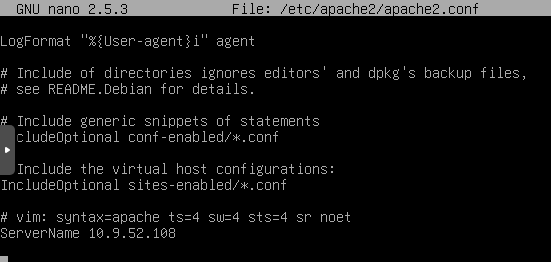 GNU nano 2.5.3 File: /etc/apache2/apache2.conf
LogFormat "%{User-agent}i" agent
# Include of directories ignores editors' and dpkg's backup files,
# see README.Debian for details.
# Include generic snippets of statements
cludeOptional conf-enabled/*.conf
Include the virtual host configurations:
IncludeOptional sites-enabled/*.conf
# vim: syntax=apache ts=4 sw=4 sts=4 sr noet
ServerName 10.9.52.108